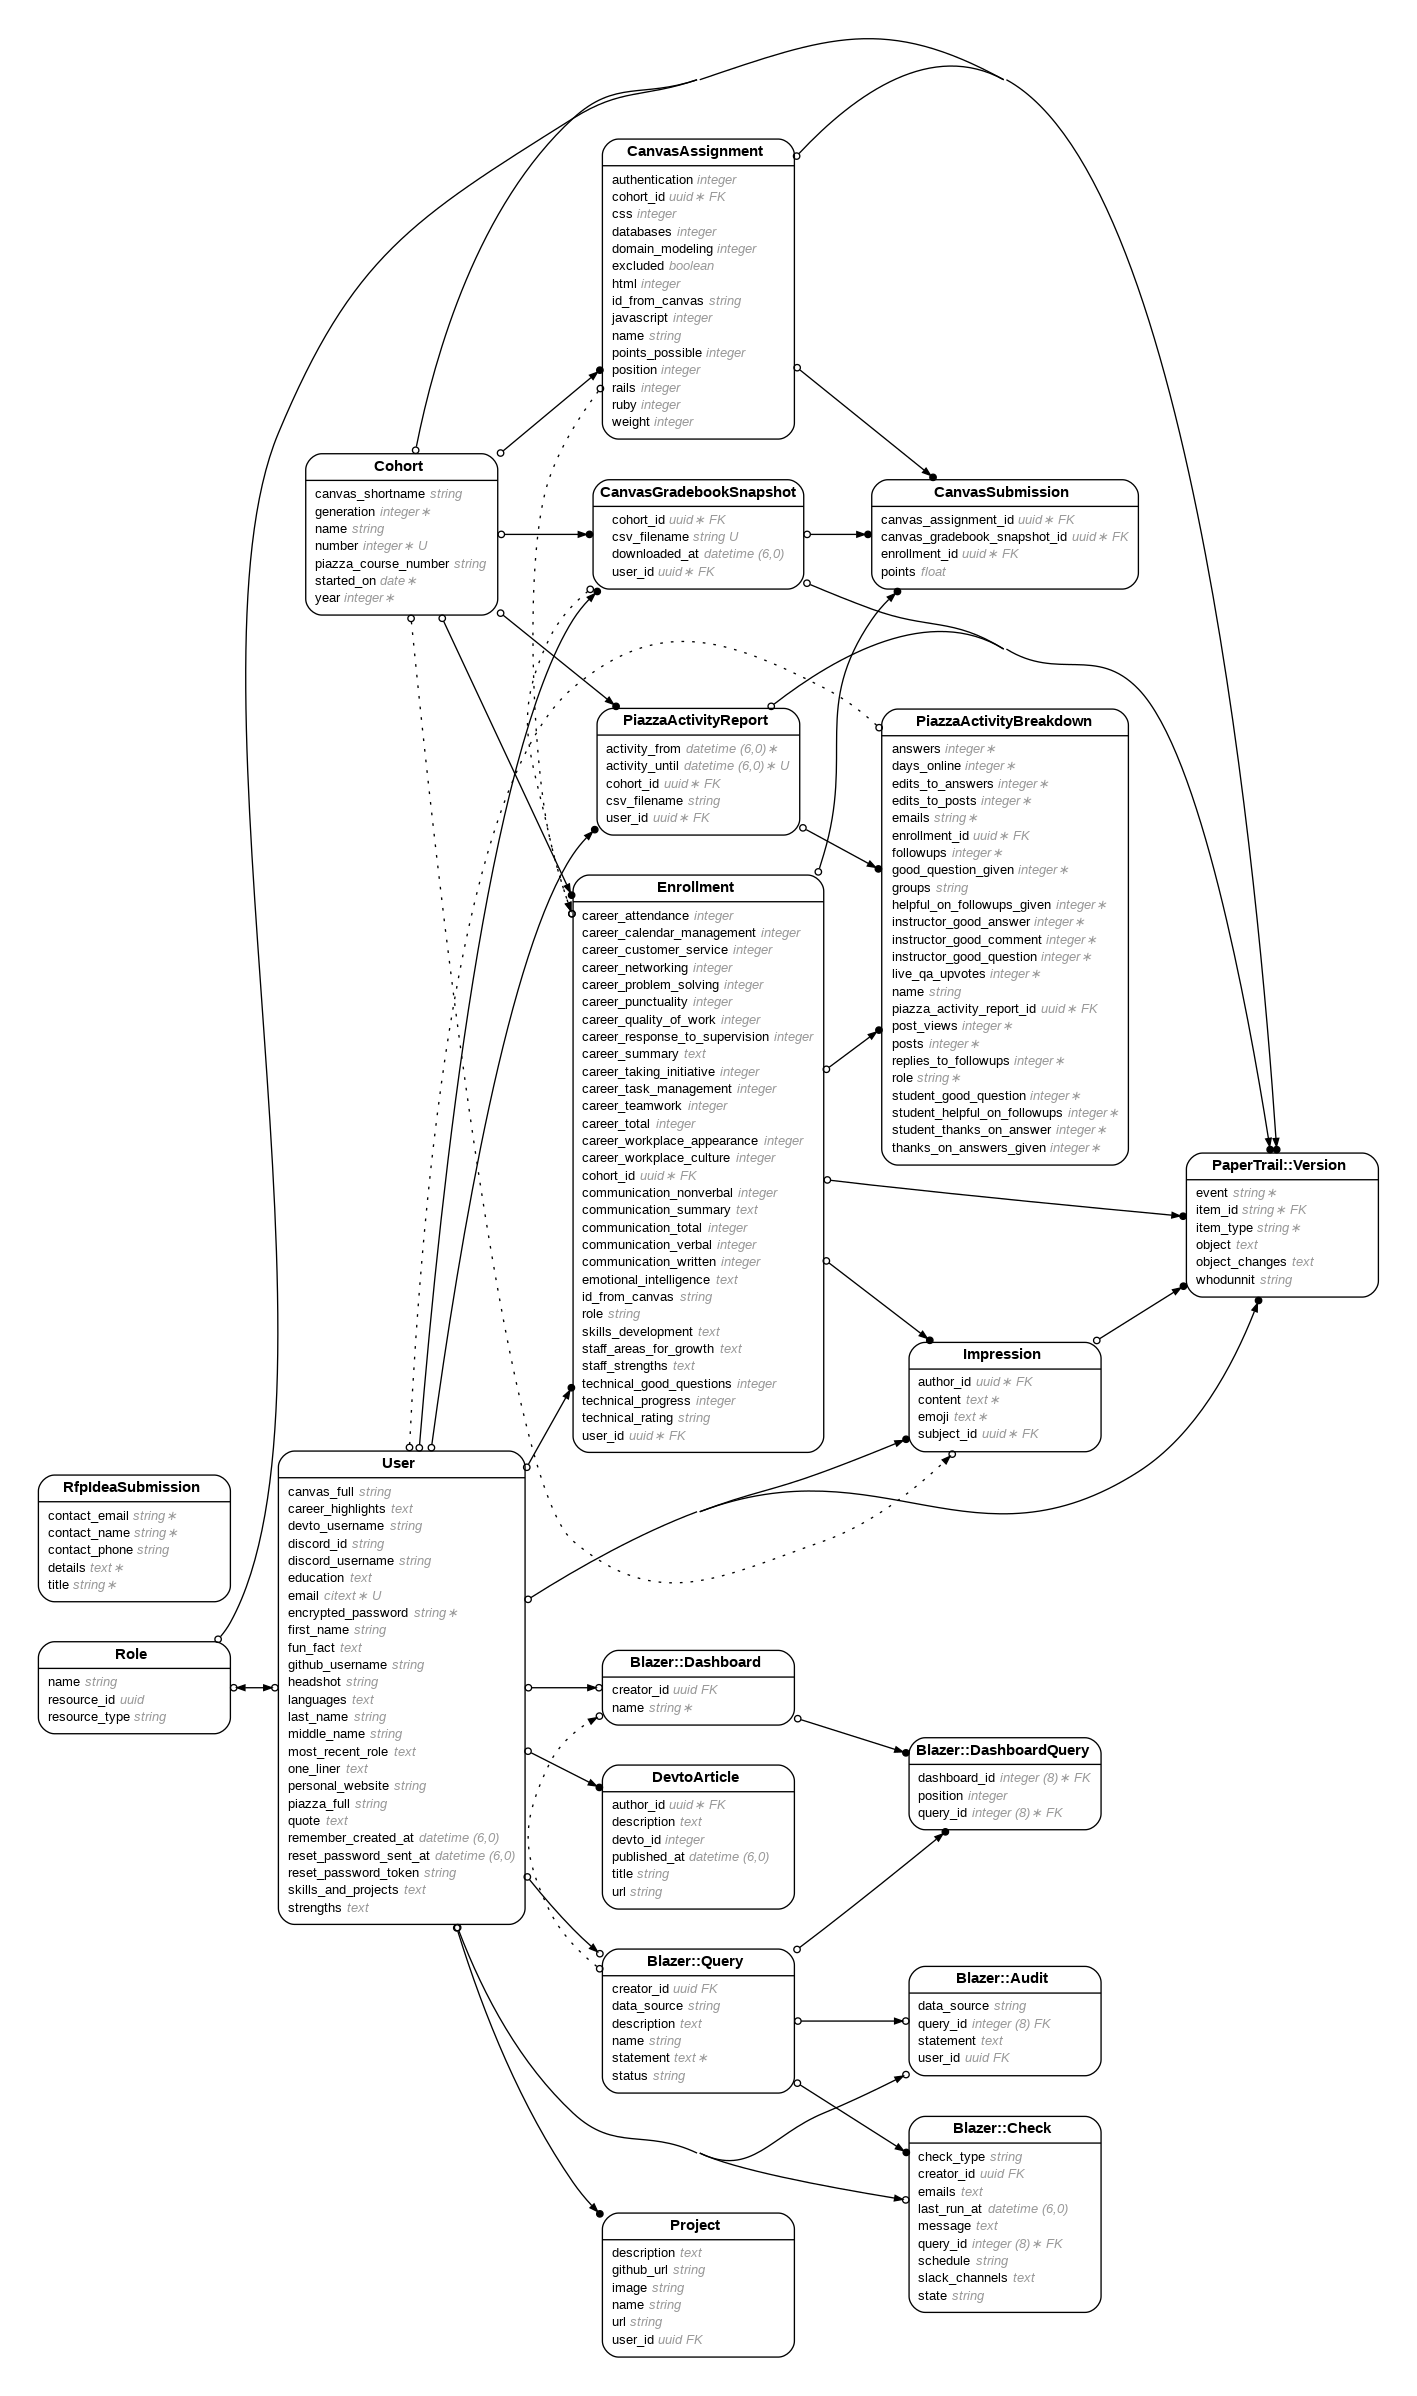 CanvasAssignment
authentication integer
cohort_id uuid∗ FK
css integer
databases integer
domain_modeling integer
excluded boolean
html integer
id_from_canvas string
javascript integer
name string
points_possible integer
position integer
rails integer
ruby integer
weight integer
Cohort
canvas_shortname string
generation integer∗
name string
number integer∗ U
piazza_course_number string
started_on date∗
year integer∗
CanvasGradebookSnapshot
cohort_id uuid∗ FK
csv_filename string U
downloaded_at datetime (6,0)
user_id uuid∗ FK
CanvasSubmission
canvas_assignment_id uuid∗ FK
canvas_gradebook_snapshot_id uuid∗ FK
enrollment_id uuid∗ FK
points float
PiazzaActivityReport
activity_from datetime (6,0)∗
activity_until datetime (6,0)∗ U
cohort_id uuid∗ FK
csv_filename string
user_id uuid∗ FK
PiazzaActivityBreakdown
answers integer∗
days_online integer∗
edits_to_answers integer∗
edits_to_posts integer∗
emails string∗
enrollment_id uuid∗ FK
followups integer∗
good_question_given integer∗
groups string
helpful_on_followups_given integer∗
instructor_good_answer integer∗
instructor_good_comment integer∗
instructor_good_question integer∗
live_qa_upvotes integer∗
name string
piazza_activity_report_id uuid∗ FK
post_views integer∗
posts integer∗
replies_to_followups integer∗
role string∗
student_good_question integer∗
student_helpful_on_followups integer∗
student_thanks_on_answer integer∗
thanks_on_answers_given integer∗
Enrollment
career_attendance integer
career_calendar_management integer
career_customer_service integer
career_networking integer
career_problem_solving integer
career_punctuality integer
career_quality_of_work integer
career_response_to_supervision integer
career_summary text
career_taking_initiative integer
career_task_management integer
career_teamwork integer
career_total integer
career_workplace_appearance integer
career_workplace_culture integer
cohort_id uuid∗ FK
communication_nonverbal integer
communication_summary text
communication_total integer
communication_verbal integer
communication_written integer
emotional_intelligence text
id_from_canvas string
role string
skills_development text
staff_areas_for_growth text
staff_strengths text
technical_good_questions integer
technical_progress integer
technical_rating string
user_id uuid∗ FK
PaperTrail::Version
event string∗
item_id string∗ FK
item_type string∗
object text
object_changes text
whodunnit string
Impression
author_id uuid∗ FK
content text∗
emoji text∗
subject_id uuid∗ FK
RfpIdeaSubmission
contact_email string∗
contact_name string∗
contact_phone string
details text∗
title string∗
Role
name string
resource_id uuid
resource_type string
User
canvas_full string
career_highlights text
devto_username string
discord_id string
discord_username string
education text
email citext∗ U
encrypted_password string∗
first_name string
fun_fact text
github_username string
headshot string
languages text
last_name string
middle_name string
most_recent_role text
one_liner text
personal_website string
piazza_full string
quote text
remember_created_at datetime (6,0)
reset_password_sent_at datetime (6,0)
reset_password_token string
skills_and_projects text
strengths text
Blazer::Dashboard
creator_id uuid FK
name string∗
Blazer::DashboardQuery
dashboard_id integer (8)∗ FK
position integer
query_id integer (8)∗ FK
DevtoArticle
author_id uuid∗ FK
description text
devto_id integer
published_at datetime (6,0)
title string
url string
Blazer::Query
creator_id uuid FK
data_source string
description text
name string
statement text∗
status string
Blazer::Audit
data_source string
query_id integer (8) FK
statement text
user_id uuid FK
Blazer::Check
check_type string
creator_id uuid FK
emails text
last_run_at datetime (6,0)
message text
query_id integer (8)∗ FK
schedule string
slack_channels text
state string
Project
description text
github_url string
image string
name string
url string
user_id uuid FK